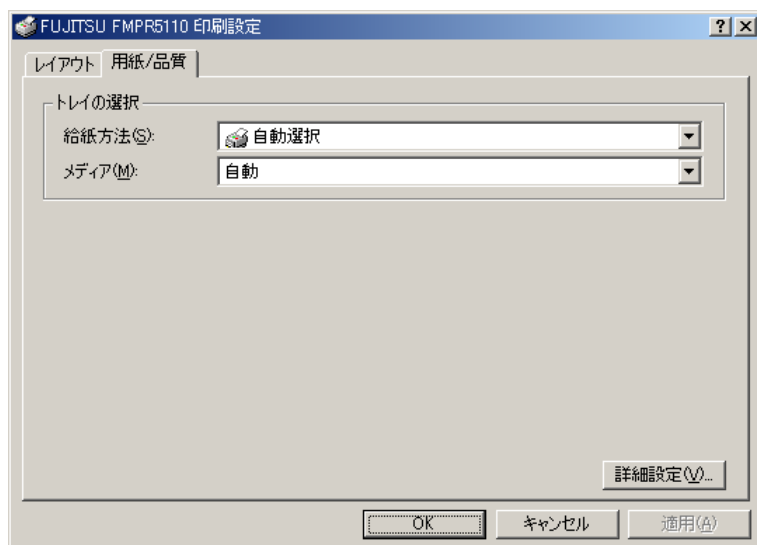 FUJITSU FMPR5110 印刷設定
レイアウト 用紙/品質
トレイの選択
給紙方法(S): 自動選択
メディア(M): 自動
詳細設定(V)...
OK キャンセル 適用(A)